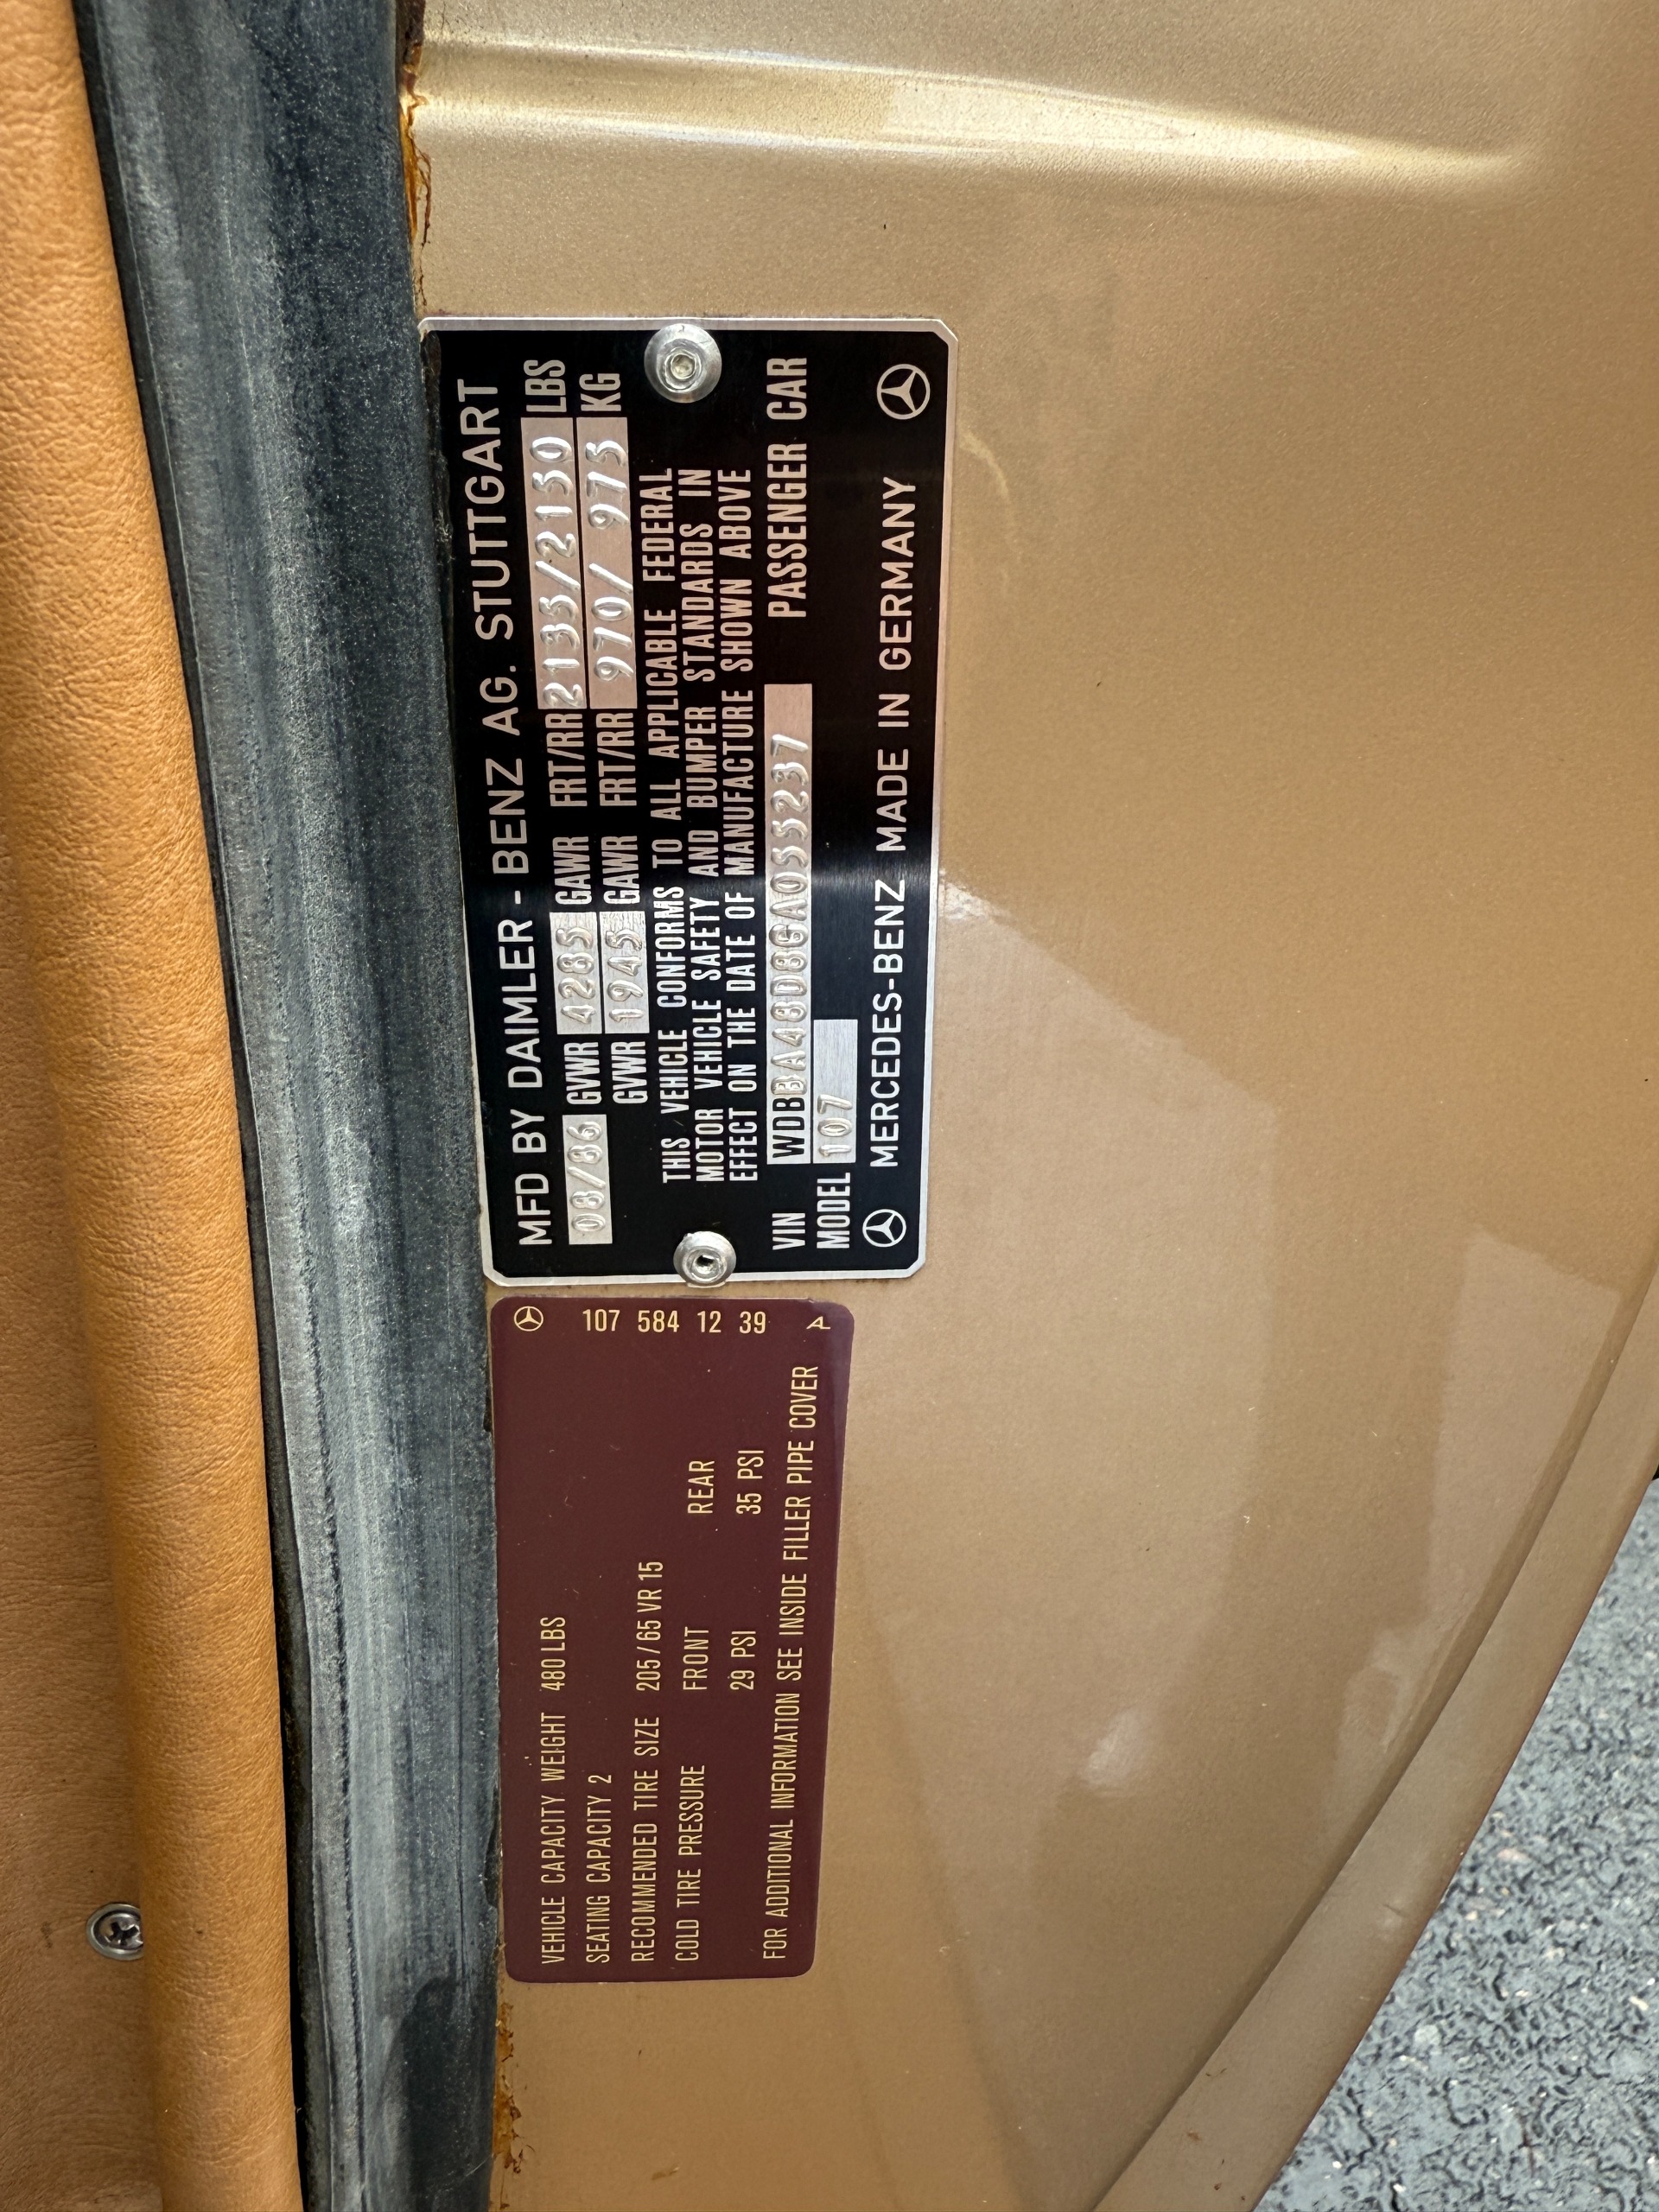 MFD BY DAIMLER - BENZ AG. STUTTGART
08/86 GVWR 4285 GAWR FRT/RR 2133/2130 LBS
GVWR 1945 GAWR FRT/RR 970/ 973 KG
THIS VEHICLE CONFORMS TO ALL APPLICABLE FEDERAL
MOTOR VEHICLE SAFETY AND BUMPER STANDARDS IN
EFFECT ON THE DATE OF MANUFACTURE SHOWN ABOVE
VIN PASSENGER CAR
MODEL 107
MERCEDES-BENZ MADE IN GERMANY
107 584 12 39
VEHICLE CAPACITY WEIGHT 480 LBS
SEATING CAPACITY 2
RECOMMENDED TIRE SIZE 205 / 65 VR 15
COLD TIRE PRESSURE FRONT REAR
29 PSI 35 PSI
FOR ADDITIONAL INFORMATION SEE INSIDE FILLER PIPE COVER